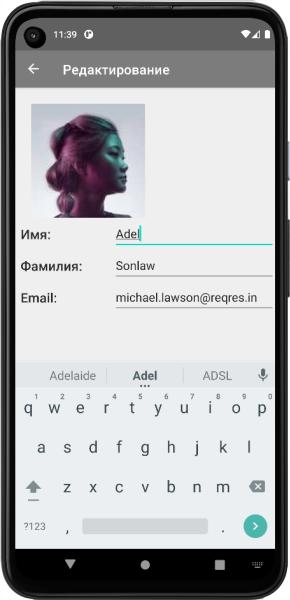 11:39
Редактирование
Имя: Adel
Фамилия: Sonlaw
Email: michael.lawson@reqres.in
Adelaide Adel ADSL
1 2 3 4 5 6 7 8 9 0
q w e r t y u i o p
a s d f g h j k l
z x c v b n m
?123 , .